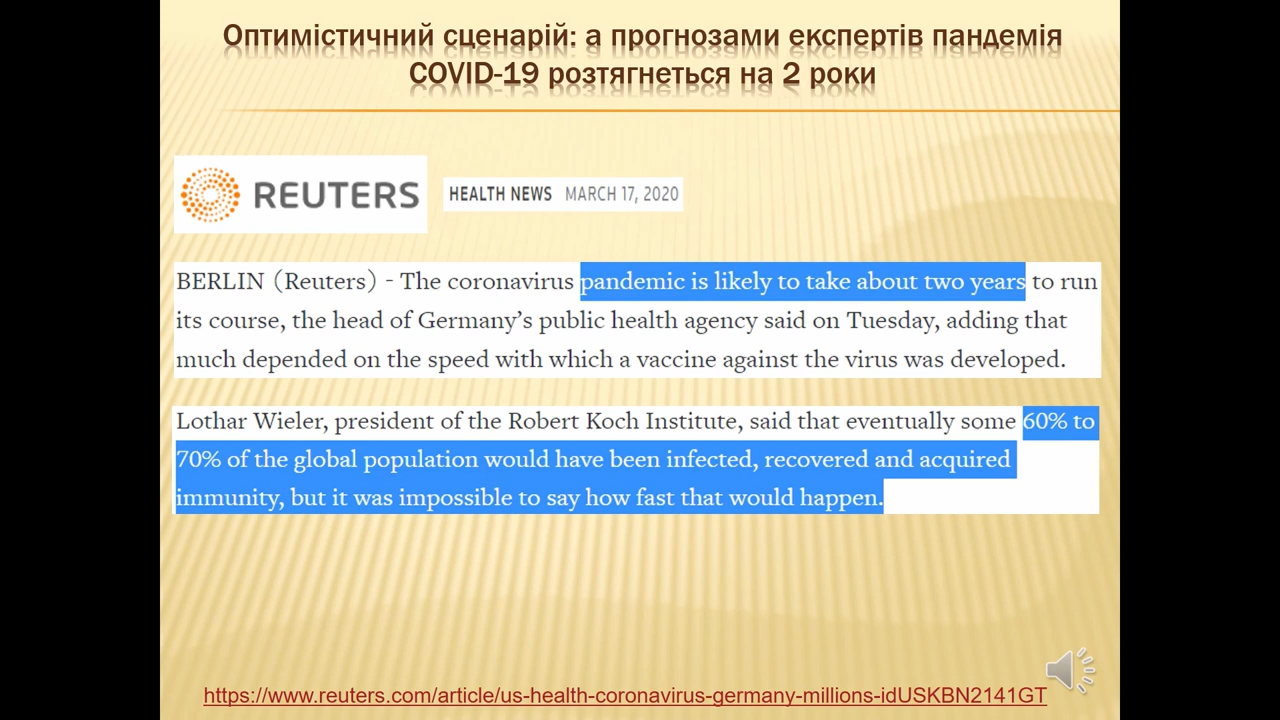 Оптимістичний сценарій: а прогнозами експертів пандемія
COVID-19 розтягнеться на 2 роки
REUTERS
HEALTH NEWS MARCH 17, 2020
BERLIN (Reuters) - The coronavirus pandemic is likely to take about two years to run
its course, the head of Germany’s public health agency said on Tuesday, adding that
much depended on the speed with which a vaccine against the virus was developed.
Lothar Wieler, president of the Robert Koch Institute, said that eventually some 60% to
70% of the global population would have been infected, recovered and acquired
immunity, but it was impossible to say how fast that would happen.
https://www.reuters.com/article/us-health-coronavirus-germany-millions-idUSKBN2141GT